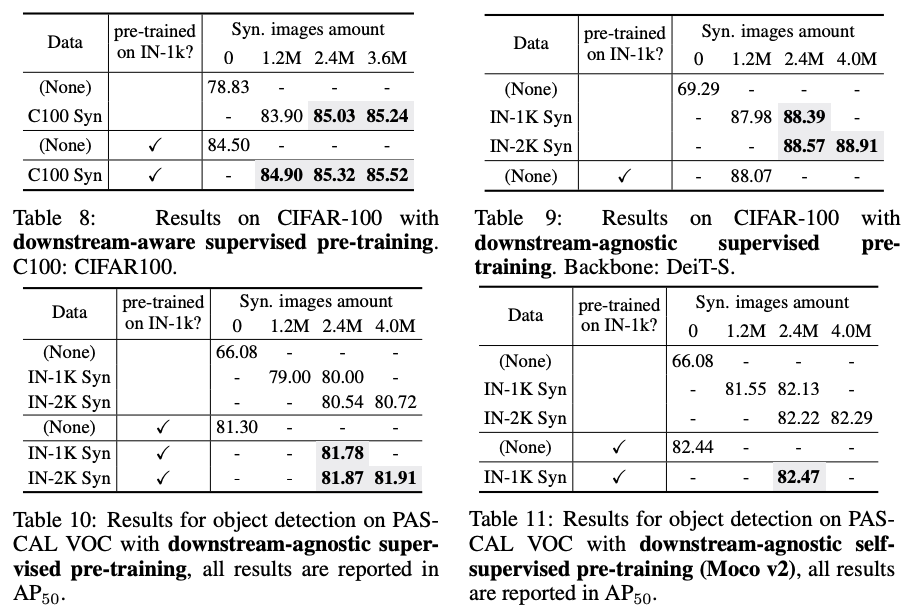 Data pre-trained on IN-1k? Syn. images amount
0 1.2M 2.4M 3.6M
(None) 78.83 - - -
C100 Syn - 83.90 85.03 85.24
(None) ✓ 84.50 - - -
C100 Syn ✓ - 84.90 85.32 85.52
Table 8: Results on CIFAR-100 with
downstream-aware supervised pre-training.
C100: CIFAR100.
Data pre-trained on IN-1k? Syn. images amount
0 1.2M 2.4M 4.0M
(None) 69.29 - - -
IN-1K Syn - 87.98 88.39 -
IN-2K Syn - - 88.57 88.91
(None) ✓ - 88.07 - -
Table 9: Results on CIFAR-100 with
downstream-agnostic supervised pre-
training. Backbone: DeiT-S.
Data pre-trained on IN-1k? Syn. images amount
0 1.2M 2.4M 4.0M
(None) 66.08 - - -
IN-1K Syn - 79.00 80.00 -
IN-2K Syn - - 80.54 80.72
(None) ✓ 81.30 - - -
IN-1K Syn ✓ - - 81.78
IN-2K Syn ✓ - - 81.87 81.91
Table 10: Results for object detection on PAS-
CAL VOC with downstream-agnostic super-
vised pre-training, all results are reported in
AP50.
Data pre-trained on IN-1k? Syn. images amount
0 1.2M 2.4M 4.0M
(None) 66.08 - - -
IN-1K Syn - 81.55 82.13 -
IN-2K Syn - - 82.22 82.29
(None) ✓ 82.44 - - -
IN-1K Syn ✓ - - 82.47 -
Table 11: Results for object detection on PAS-
CAL VOC with downstream-agnostic self-
supervised pre-training (Moco v2), all results
are reported in AP50.